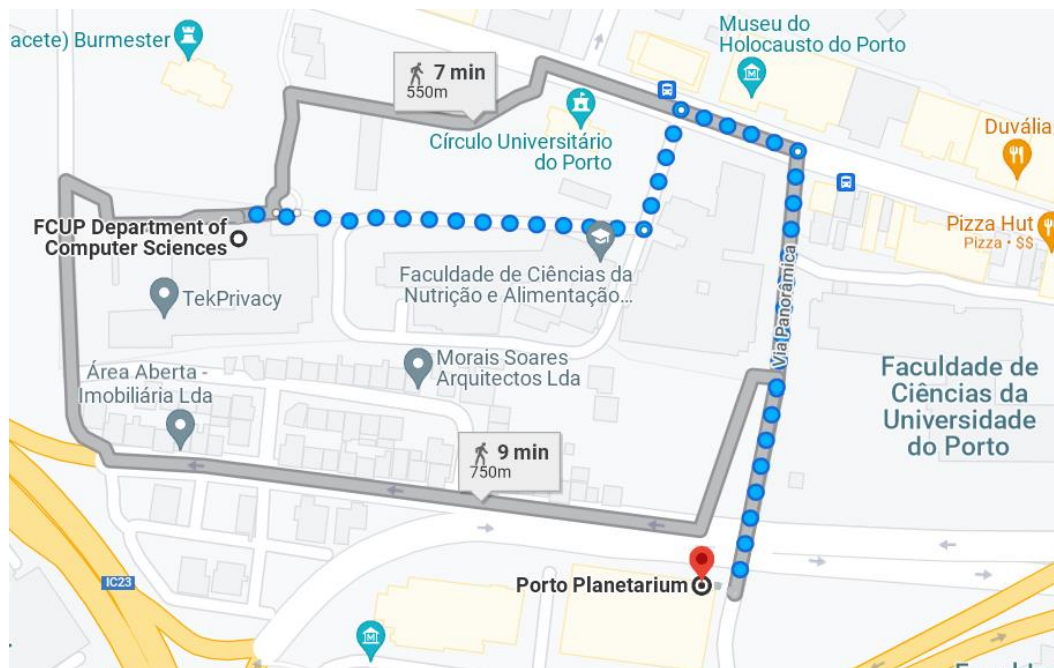 acete) Burmester
7 min
550m
Museu do
Holocausto do Porto
Círculo Universitário
do Porto
Duvália
FCUP Department of
Computer Sciences
Pizza Hut
Pizza • $$
Faculdade de Ciências da
Nutrição e Alimentação...
Via Panorâmica
TekPrivacy
Morais Soares
Arquitectos Lda
Área Aberta -
Imobiliária Lda
Faculdade de
Ciências da
Universidade
do Porto
9 min
750m
IC23
Porto Planetarium